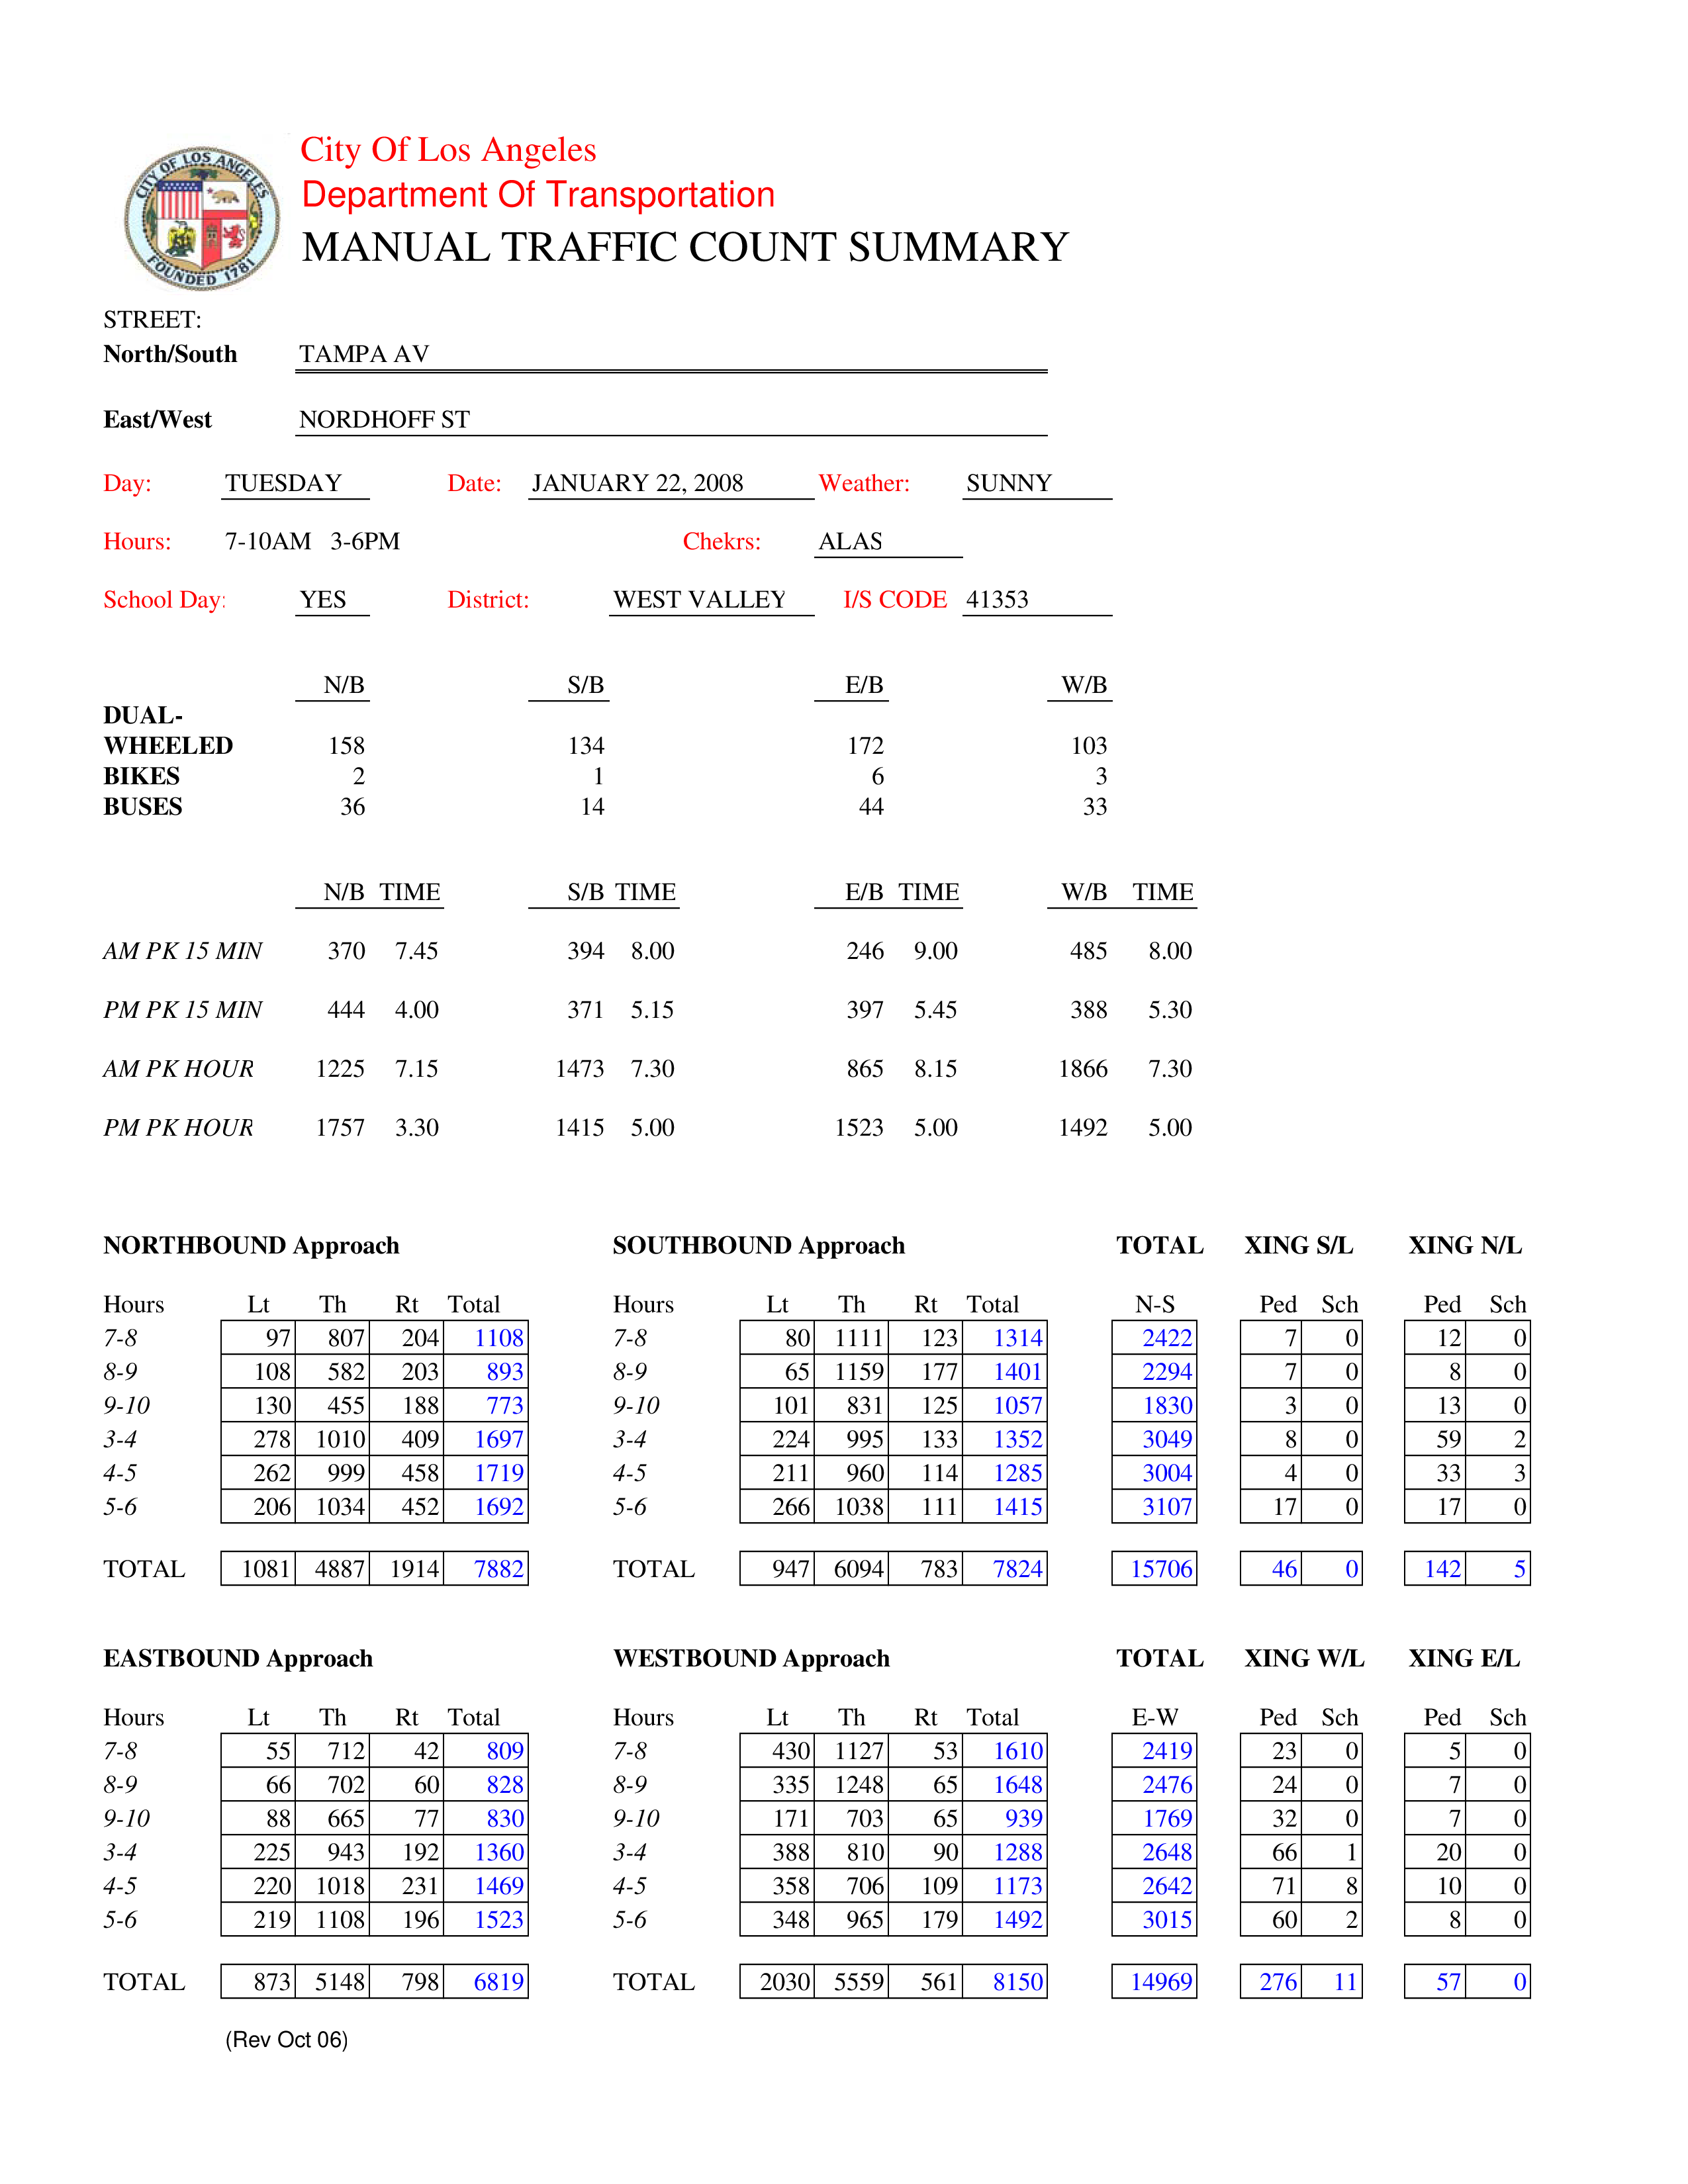 CITY OF LOS ANGELES
FOUNDED 1781
City Of Los Angeles
Department Of Transportation
MANUAL TRAFFIC COUNT SUMMARY
STREET:
North/South TAMPA AV
East/West NORDHOFF ST
Day: TUESDAY Date: JANUARY 22, 2008 Weather: SUNNY
Hours: 7-10AM 3-6PM Chekrs: ALAS
School Day: YES District: WEST VALLEY I/S CODE 41353
N/B S/B E/B W/B
DUAL-
WHEELED 158 134 172 103
BIKES 2 1 6 3
BUSES 36 14 44 33
N/B TIME S/B TIME E/B TIME W/B TIME
AM PK 15 MIN 370 7.45 394 8.00 246 9.00 485 8.00
PM PK 15 MIN 444 4.00 371 5.15 397 5.45 388 5.30
AM PK HOUR 1225 7.15 1473 7.30 865 8.15 1866 7.30
PM PK HOUR 1757 3.30 1415 5.00 1523 5.00 1492 5.00
NORTHBOUND Approach SOUTHBOUND Approach TOTAL XING S/L XING N/L
Hours Lt Th Rt Total Hours Lt Th Rt Total N-S Ped Sch Ped Sch
7-8 97 807 204 1108 7-8 80 1111 123 1314 2422 7 0 12 0
8-9 108 582 203 893 8-9 65 1159 177 1401 2294 7 0 8 0
9-10 130 455 188 773 9-10 101 831 125 1057 1830 3 0 13 0
3-4 278 1010 409 1697 3-4 224 995 133 1352 3049 8 0 59 2
4-5 262 999 458 1719 4-5 211 960 114 1285 3004 4 0 33 3
5-6 206 1034 452 1692 5-6 266 1038 111 1415 3107 17 0 17 0
TOTAL 1081 4887 1914 7882 TOTAL 947 6094 783 7824 15706 46 0 142 5
EASTBOUND Approach WESTBOUND Approach TOTAL XING W/L XING E/L
Hours Lt Th Rt Total Hours Lt Th Rt Total E-W Ped Sch Ped Sch
7-8 55 712 42 809 7-8 430 1127 53 1610 2419 23 0 5 0
8-9 66 702 60 828 8-9 335 1248 65 1648 2476 24 0 7 0
9-10 88 665 77 830 9-10 171 703 65 939 1769 32 0 7 0
3-4 225 943 192 1360 3-4 388 810 90 1288 2648 66 1 20 0
4-5 220 1018 231 1469 4-5 358 706 109 1173 2642 71 8 10 0
5-6 219 1108 196 1523 5-6 348 965 179 1492 3015 60 2 8 0
TOTAL 873 5148 798 6819 TOTAL 2030 5559 561 8150 14969 276 11 57 0
(Rev Oct 06)